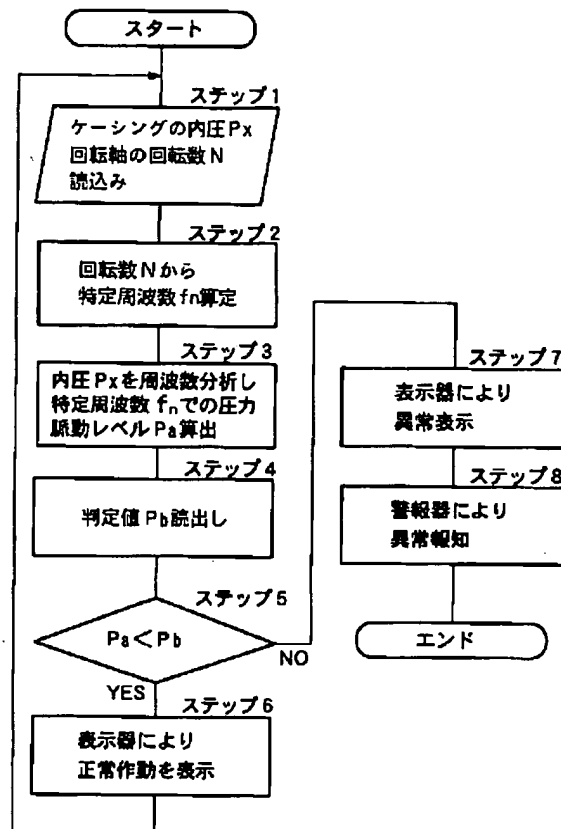 スタート
ステップ1
ケーシングの内圧Px
回転軸の回転数N
読込み
ステップ2
回転数Nから
特定周波数fn算定
ステップ3
内圧Pxを周波数分析し
特定周波数fnでの圧力
脈動レベルPa算出
ステップ4
判定値Pb読出し
ステップ5
Pa<Pb
NO
YES
ステップ6
表示器により
正常作動を表示
ステップ7
表示器により
異常表示
ステップ8
警報器により
異常報知
エンド